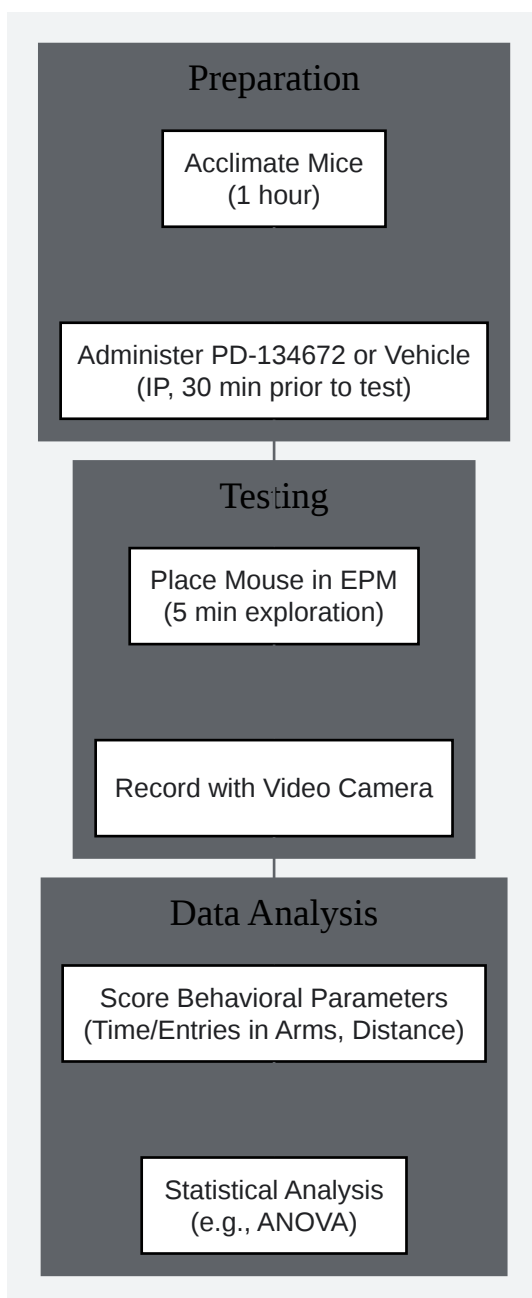 Preparation
Acclimate Mice
(1 hour)
Administer PD-134672 or Vehicle
(IP, 30 min prior to test)
Testing
Place Mouse in EPM
(5 min exploration)
Record with Video Camera
Data Analysis
Score Behavioral Parameters
(Time/Entries in Arms, Distance)
Statistical Analysis
(e.g., ANOVA)